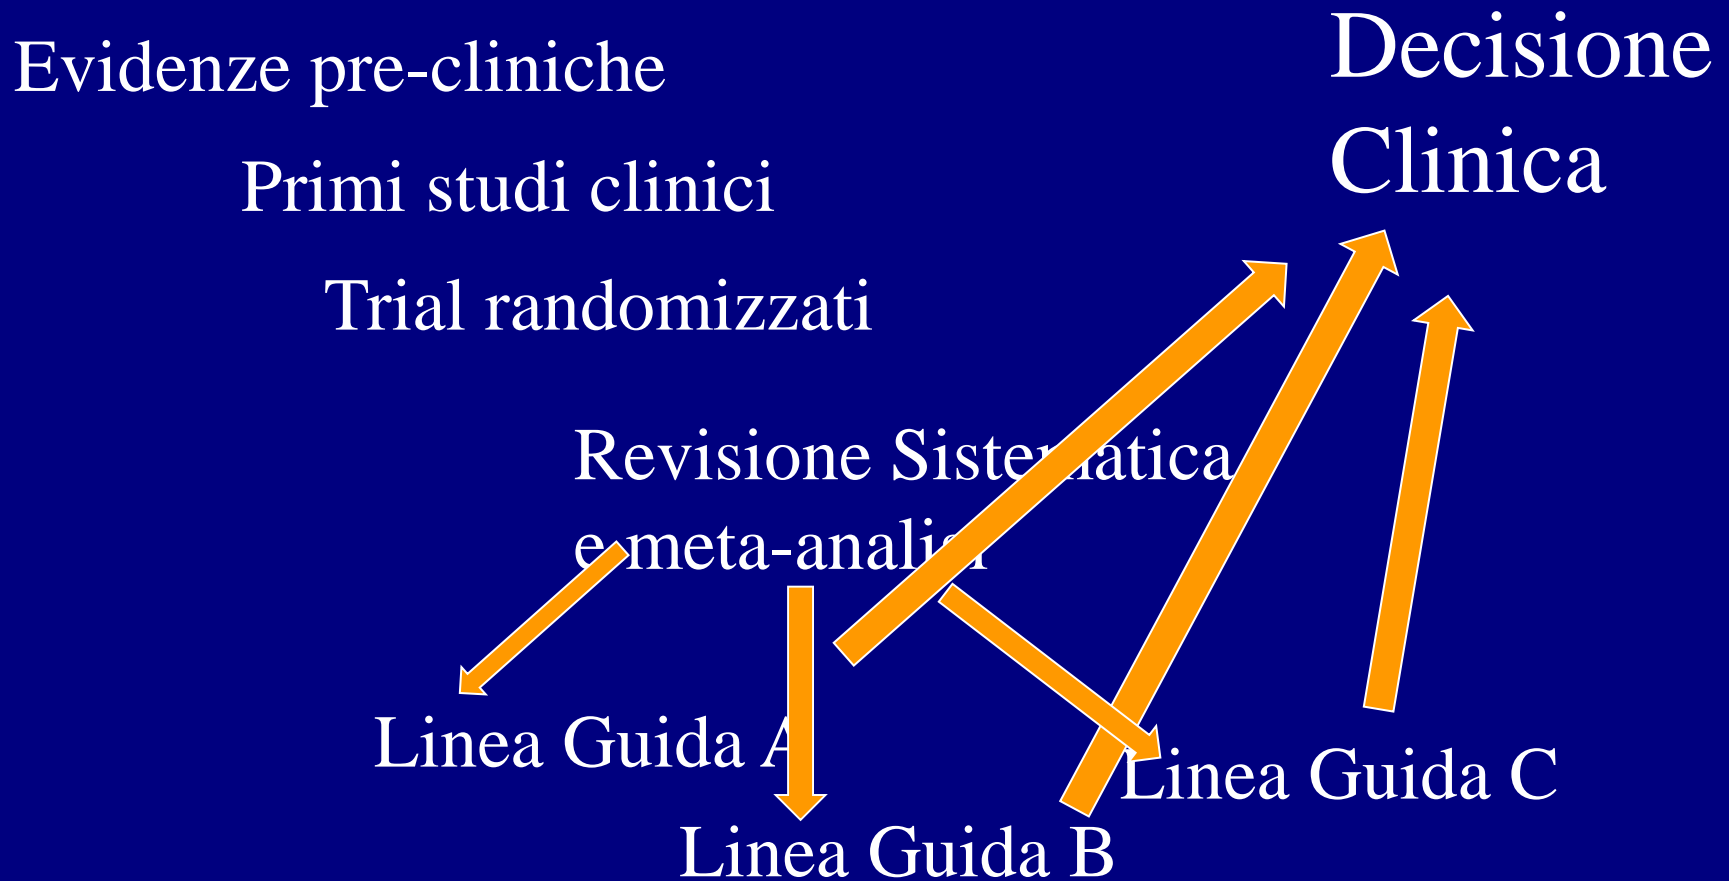 Evidenze pre-cliniche
Primi studi clinici
Trial randomizzati
Decisione
Clinica
Revisione Sistematica
e meta-analisi
Linea Guida A
Linea Guida C
Linea Guida B